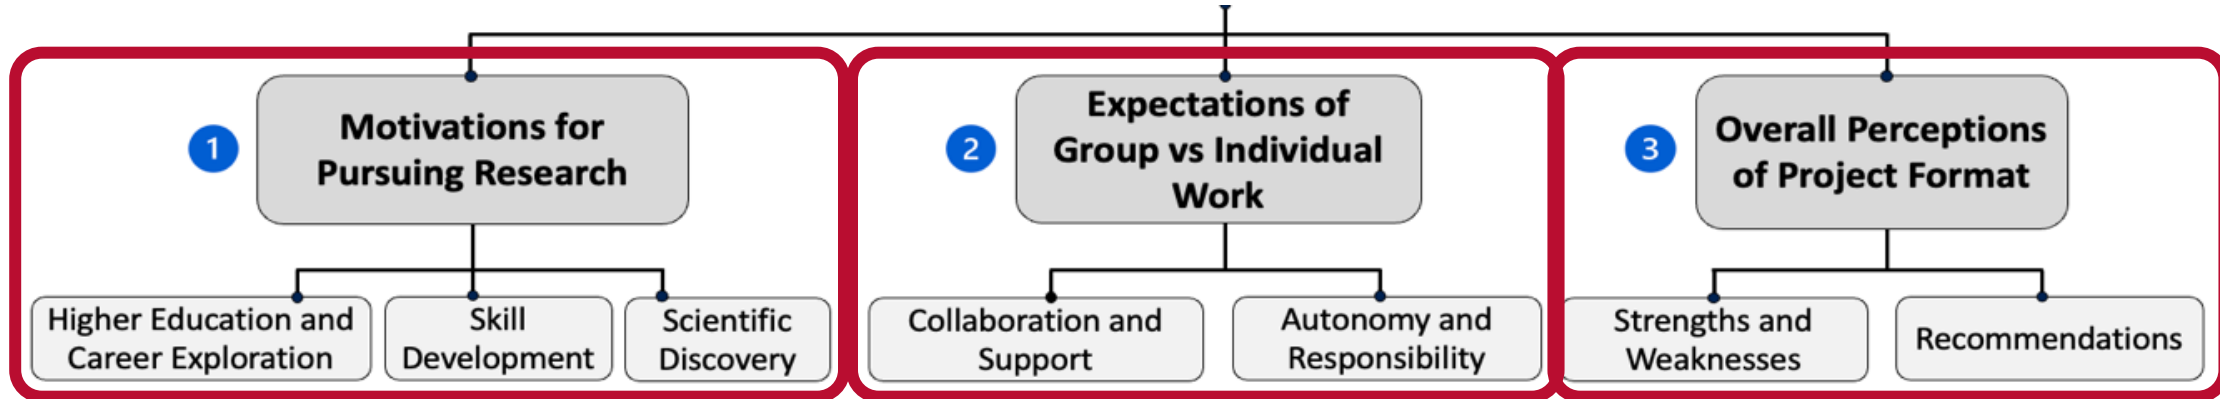 1
Motivations for
Pursuing Research
Higher Education and
Career Exploration
Skill
Development
Scientific
Discovery
2
Expectations of
Group vs Individual
Work
Collaboration and
Support
Autonomy and
Responsibility
3
Overall Perceptions
of Project Format
Strengths and
Weaknesses
Recommendations